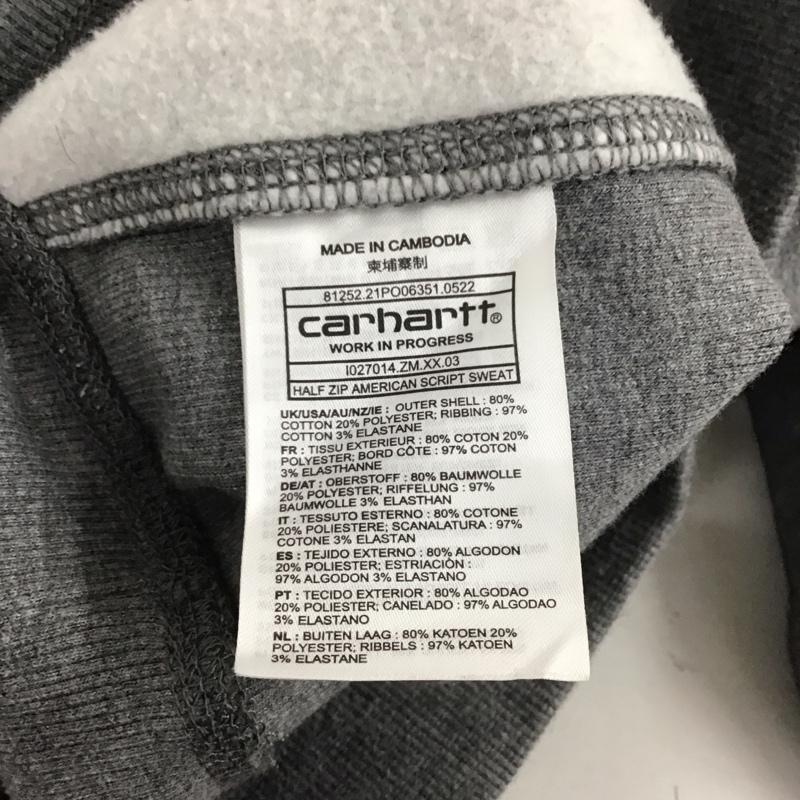 MADE IN CAMBODIA
柬埔寨制
81252.21PO06351.0522
carhartt®
WORK IN PROGRESS
I027014.ZM.XX.03
HALF ZIP AMERICAN SCRIPT SWEAT
UK/USA/AU/NZ/IE : OUTER SHELL : 80%
COTTON 20% POLYESTER; RIBBING : 97%
COTTON 3% ELASTANE
FR : TISSU EXTERIEUR : 80% COTON 20%
POLYESTER; BORD CÔTE : 97% COTON
3% ELASTHANNE
DE/AT : OBERSTOFF : 80% BAUMWOLLE
20% POLYESTER; RIFFELUNG : 97%
BAUMWOLLE 3% ELASTHAN
IT : TESSUTO ESTERNO : 80% COTONE
20% POLIESTERE; SCANALATURA : 97%
COTONE 3% ELASTAN
ES : TEJIDO EXTERNO : 80% ALGODON
20% POLIESTER; ESTRIACIÓN :
97% ALGODON 3% ELASTANO
PT : TECIDO EXTERIOR : 80% ALGODAO
20% POLIESTER; CANELADO : 97% ALGODAO
3% ELASTANO
NL : BUITEN LAAG : 80% KATOEN 20%
POLYESTER; RIBBELS : 97% KATOEN
3% ELASTANE